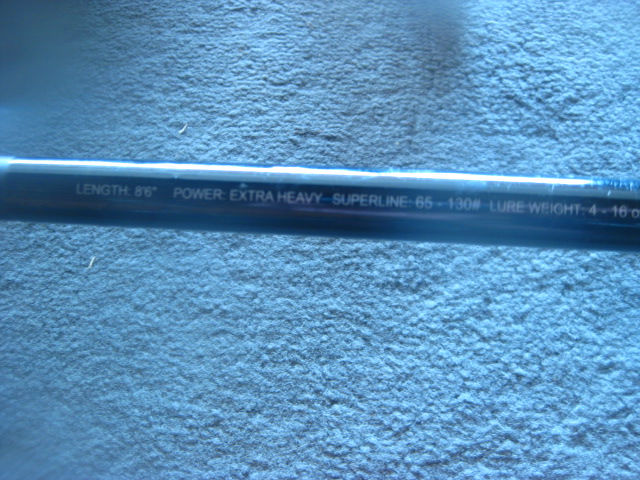 LENGTH: 8'6" POWER: EXTRA HEAVY SUPERLINE: 65 - 130# LURE WEIGHT: 4 - 16 o